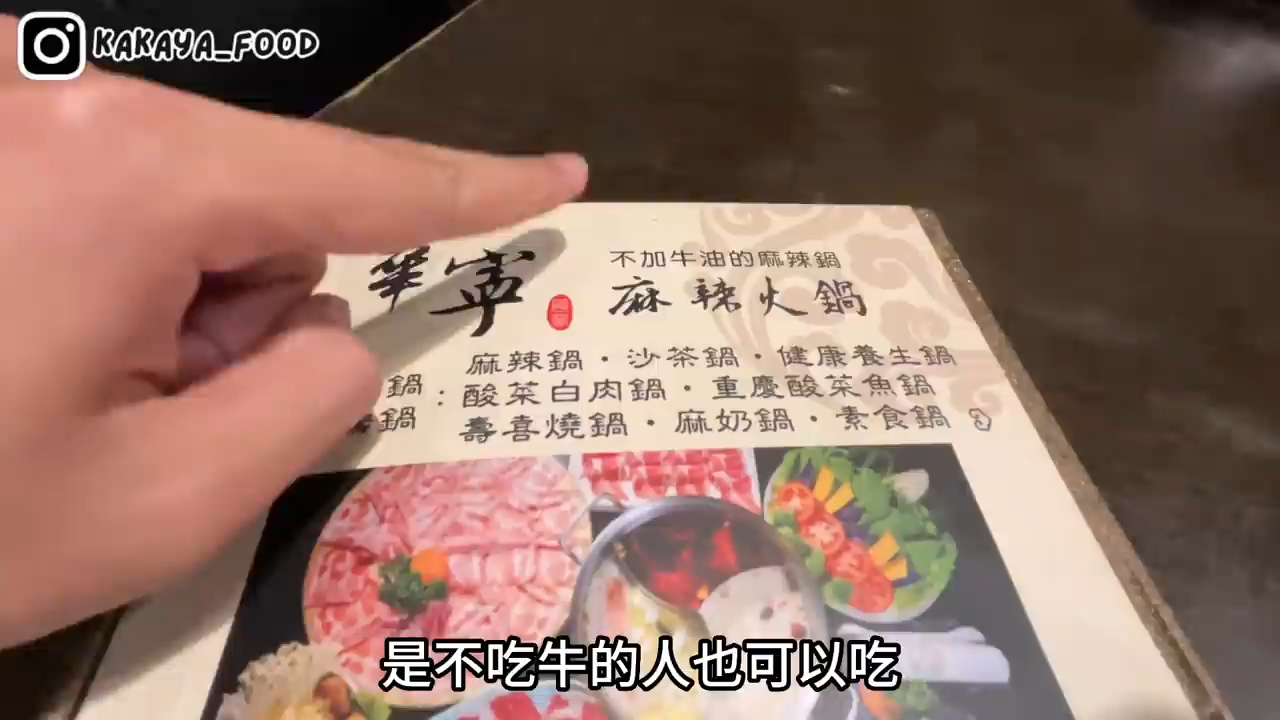 KAKAYA_FOOD
華寧
不加牛油的麻辣鍋
麻辣火鍋
麻辣鍋・沙茶鍋・健康養生鍋
鍋：酸菜白肉鍋・重慶酸菜魚鍋
鍋 壽喜燒鍋・麻奶鍋・素食鍋
是不吃牛的人也可以吃